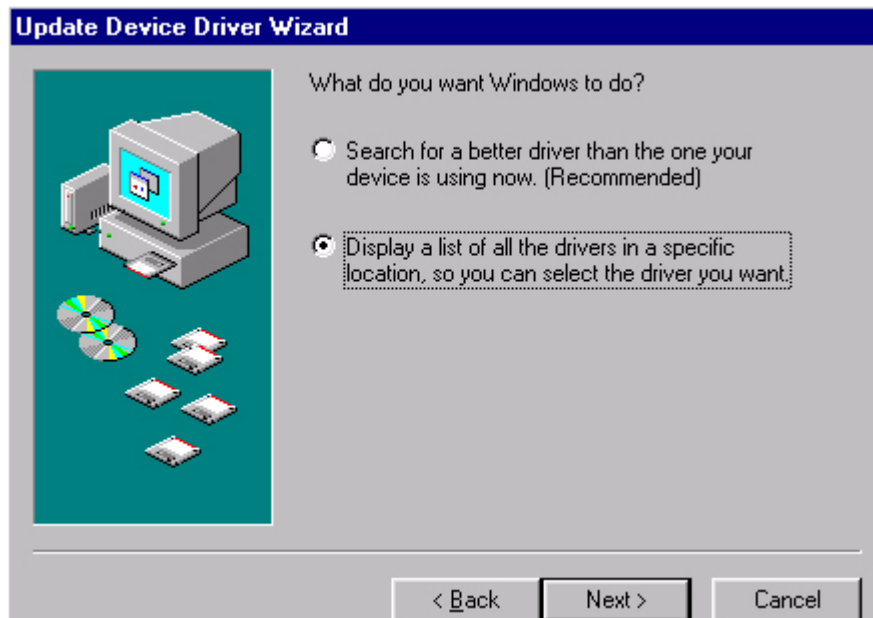 Update Device Driver Wizard
What do you want Windows to do?
Search for a better driver than the one your
device is using now. (Recommended)
Display a list of all the drivers in a specific
location, so you can select the driver you want.
< Back
Next >
Cancel